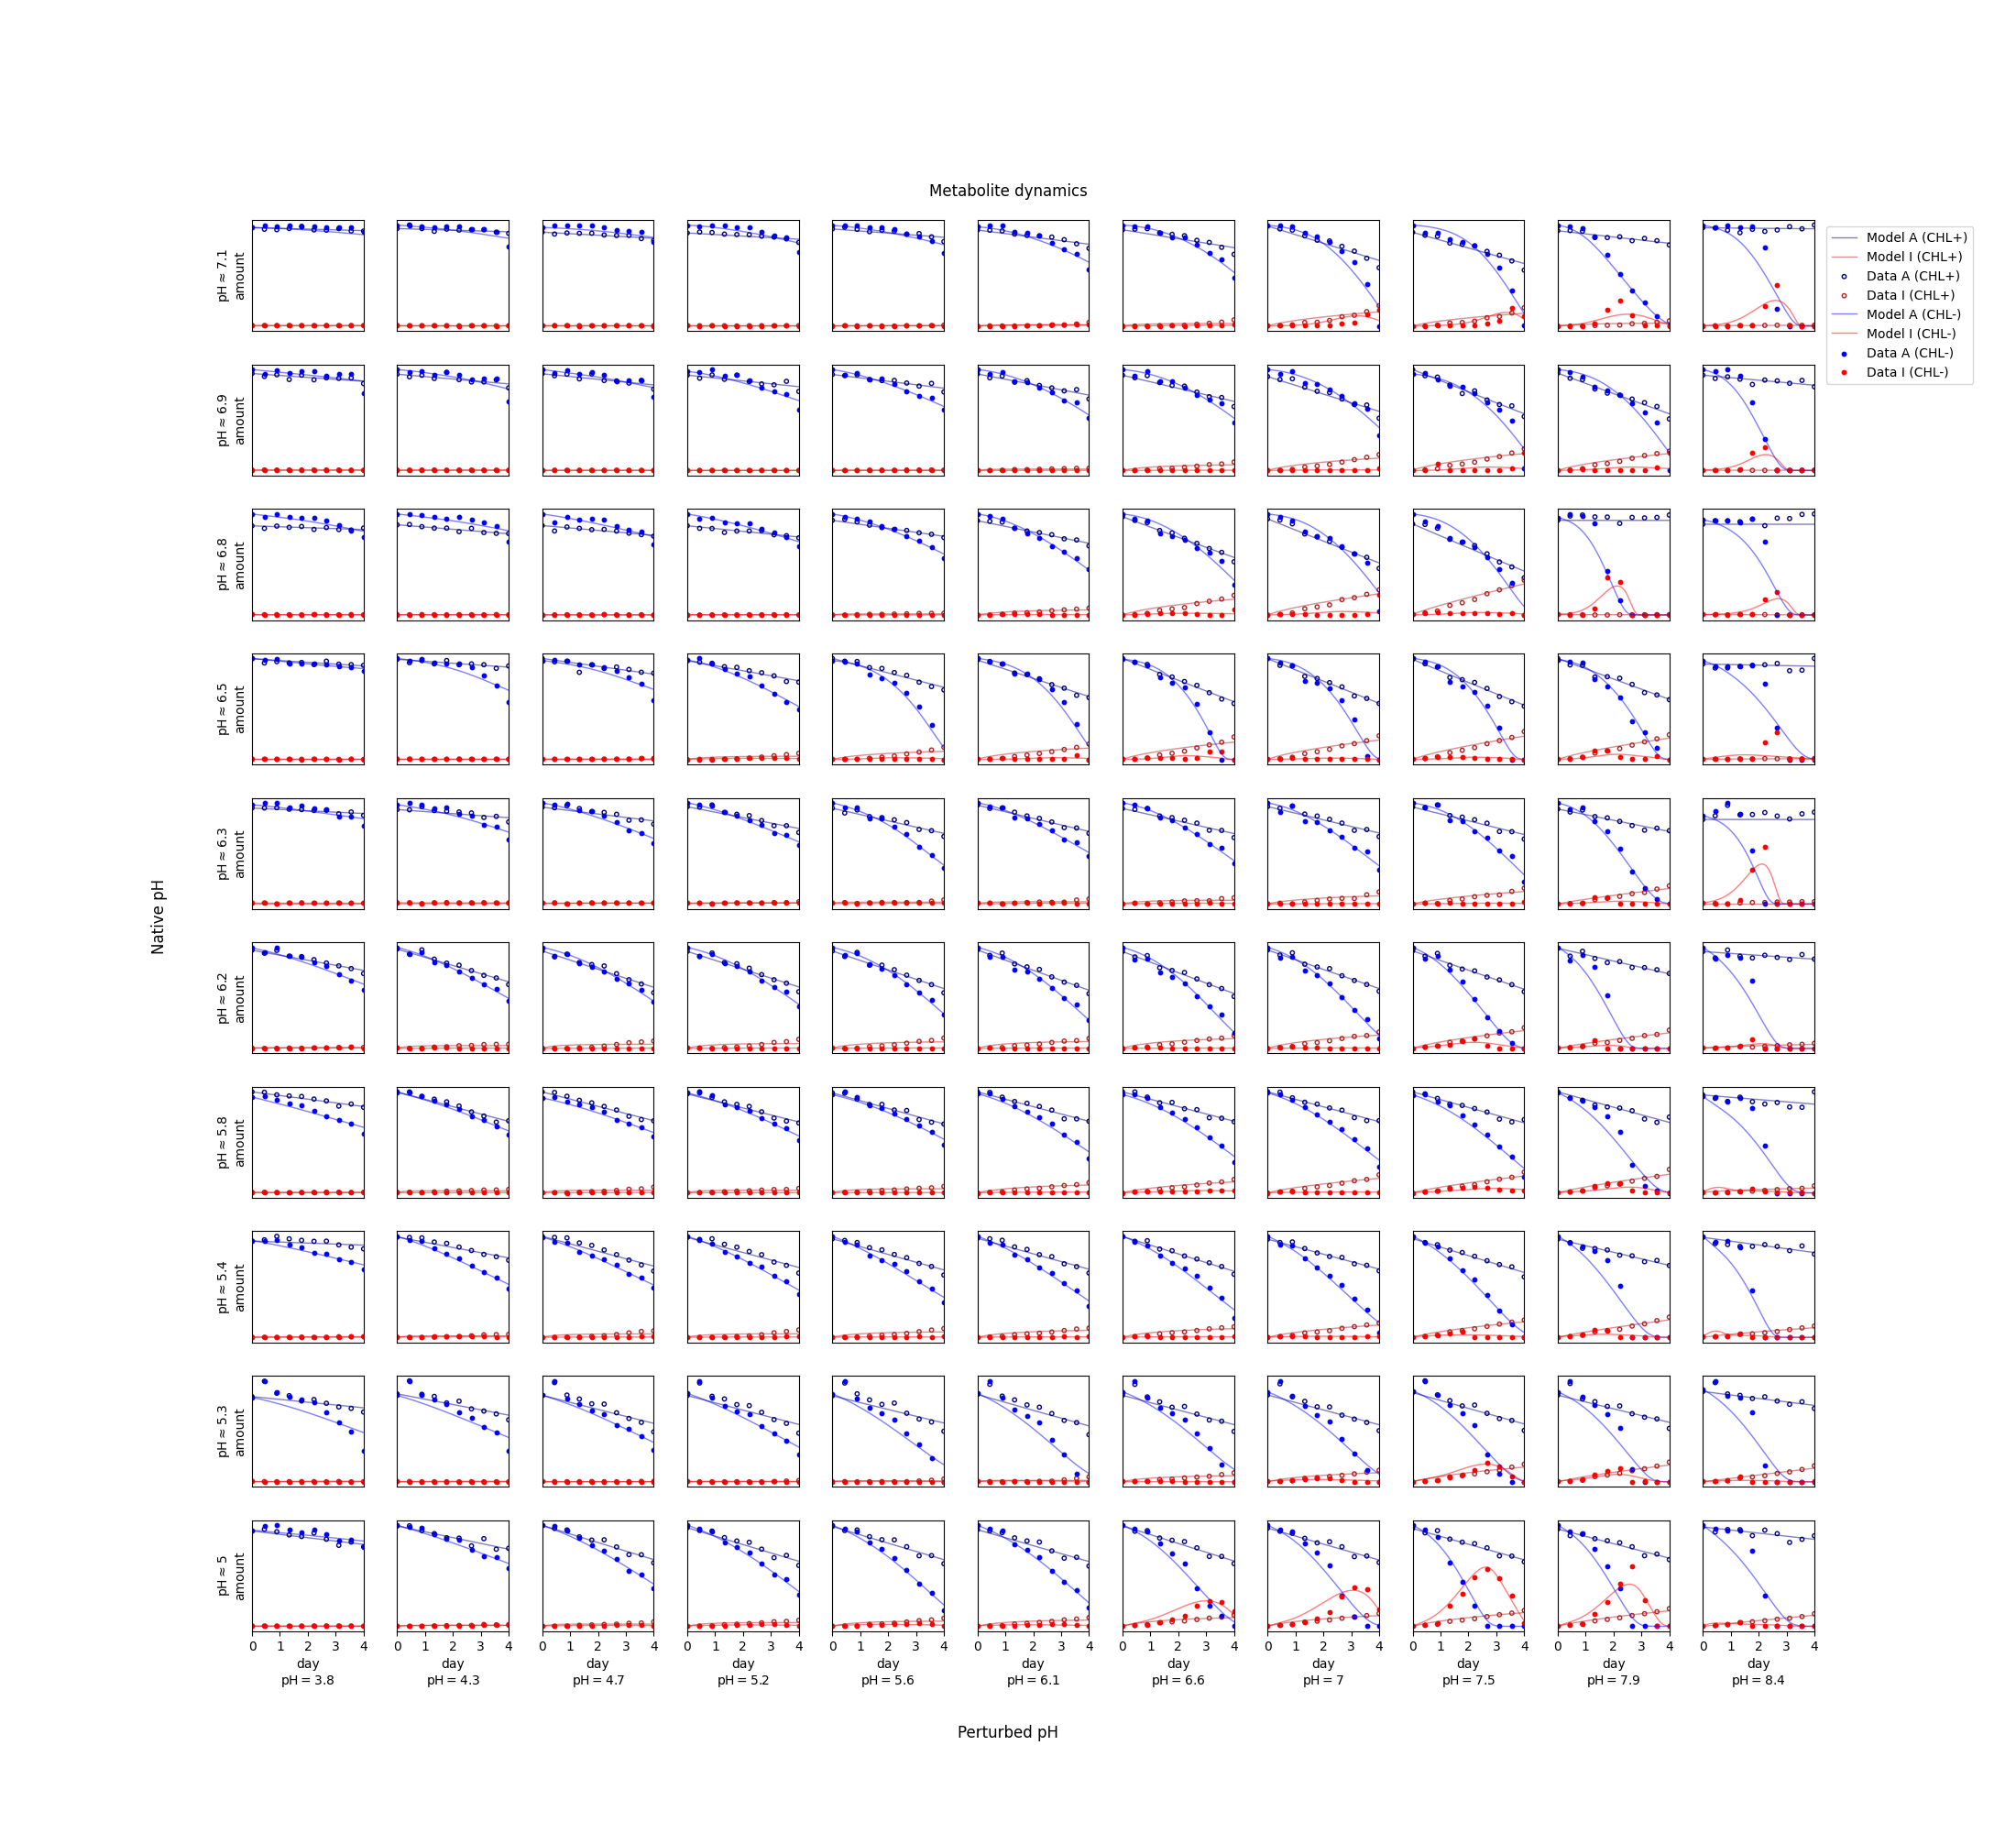 Metabolite dynamics
pH ≈ 7.1
amount
Model A (CHL+)
Model I (CHL+)
Data A (CHL+)
Data I (CHL+)
Model A (CHL-)
Model I (CHL-)
Data A (CHL-)
Data I (CHL-)
pH ≈ 6.9
amount
pH ≈ 6.8
amount
pH ≈ 6.5
amount
pH ≈ 6.3
amount
Native pH
pH ≈ 6.2
amount
pH ≈ 5.8
amount
pH ≈ 5.4
amount
pH ≈ 5.3
amount
pH ≈ 5
amount
0 1 2 3 4 0 1 2 3 4 0 1 2 3 4 0 1 2 3 4 0 1 2 3 4 0 1 2 3 4 0 1 2 3 4 0 1 2 3 4 0 1 2 3 4 0 1 2 3 4 0 1 2 3 4
day day day day day day day day day day day
pH = 3.8 pH = 4.3 pH = 4.7 pH = 5.2 pH = 5.6 pH = 6.1 pH = 6.6 pH = 7 pH = 7.5 pH = 7.9 pH = 8.4
Perturbed pH